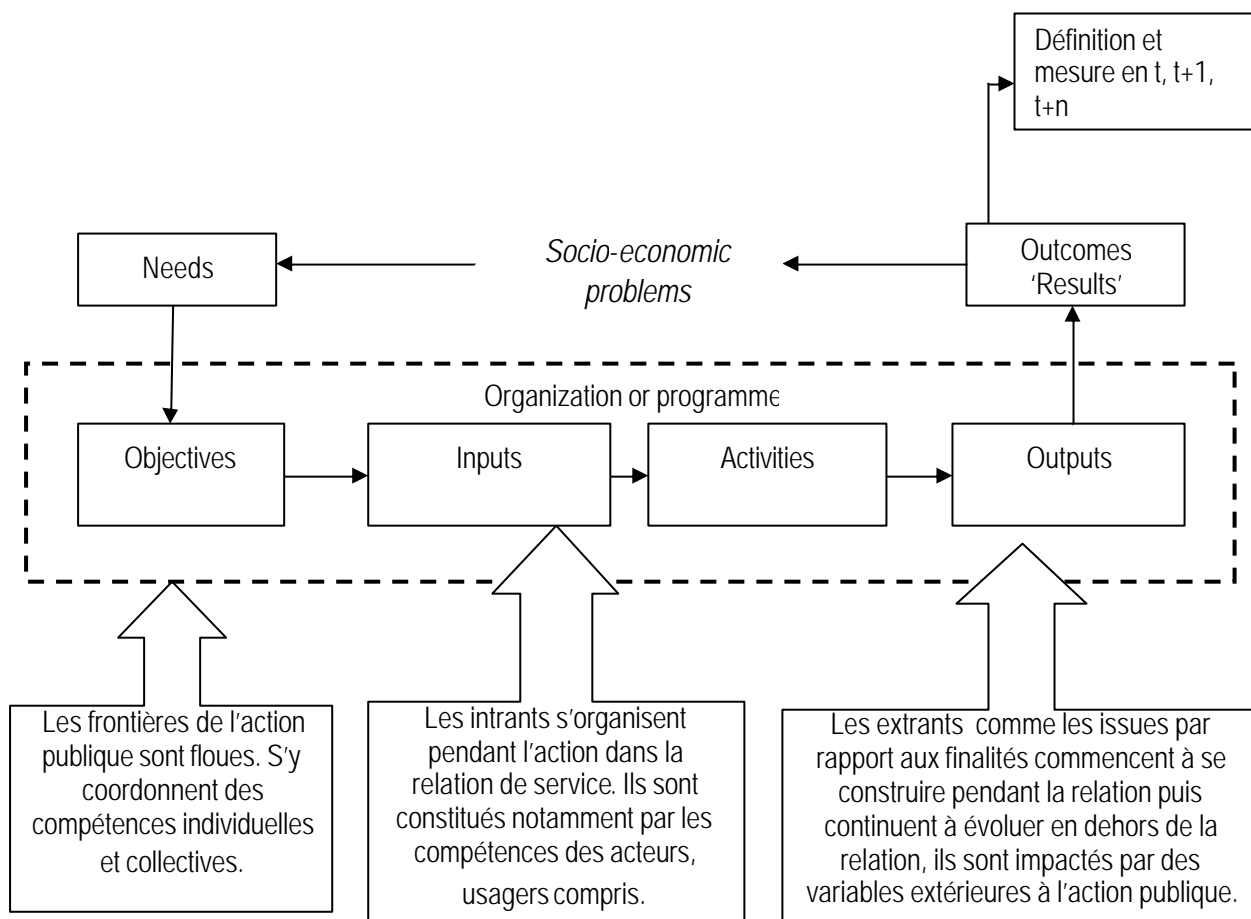 Définition et
mesure en t, t+1,
t+n
Needs
Socio-economic
problems
Outcomes
‘Results’
Organization or programme
Objectives
Inputs
Activities
Outputs
Les frontières de l’action
publique sont floues. S’y
coordonnent des
compétences individuelles
et collectives.
Les intrants s’organisent
pendant l’action dans la
relation de service. Ils sont
constitués notamment par les
compétences des acteurs,
usagers compris.
Les extrants comme les issues par
rapport aux finalités commencent à se
construire pendant la relation puis
continuent à évoluer en dehors de la
relation, ils sont impactés par des
variables extérieures à l’action publique.